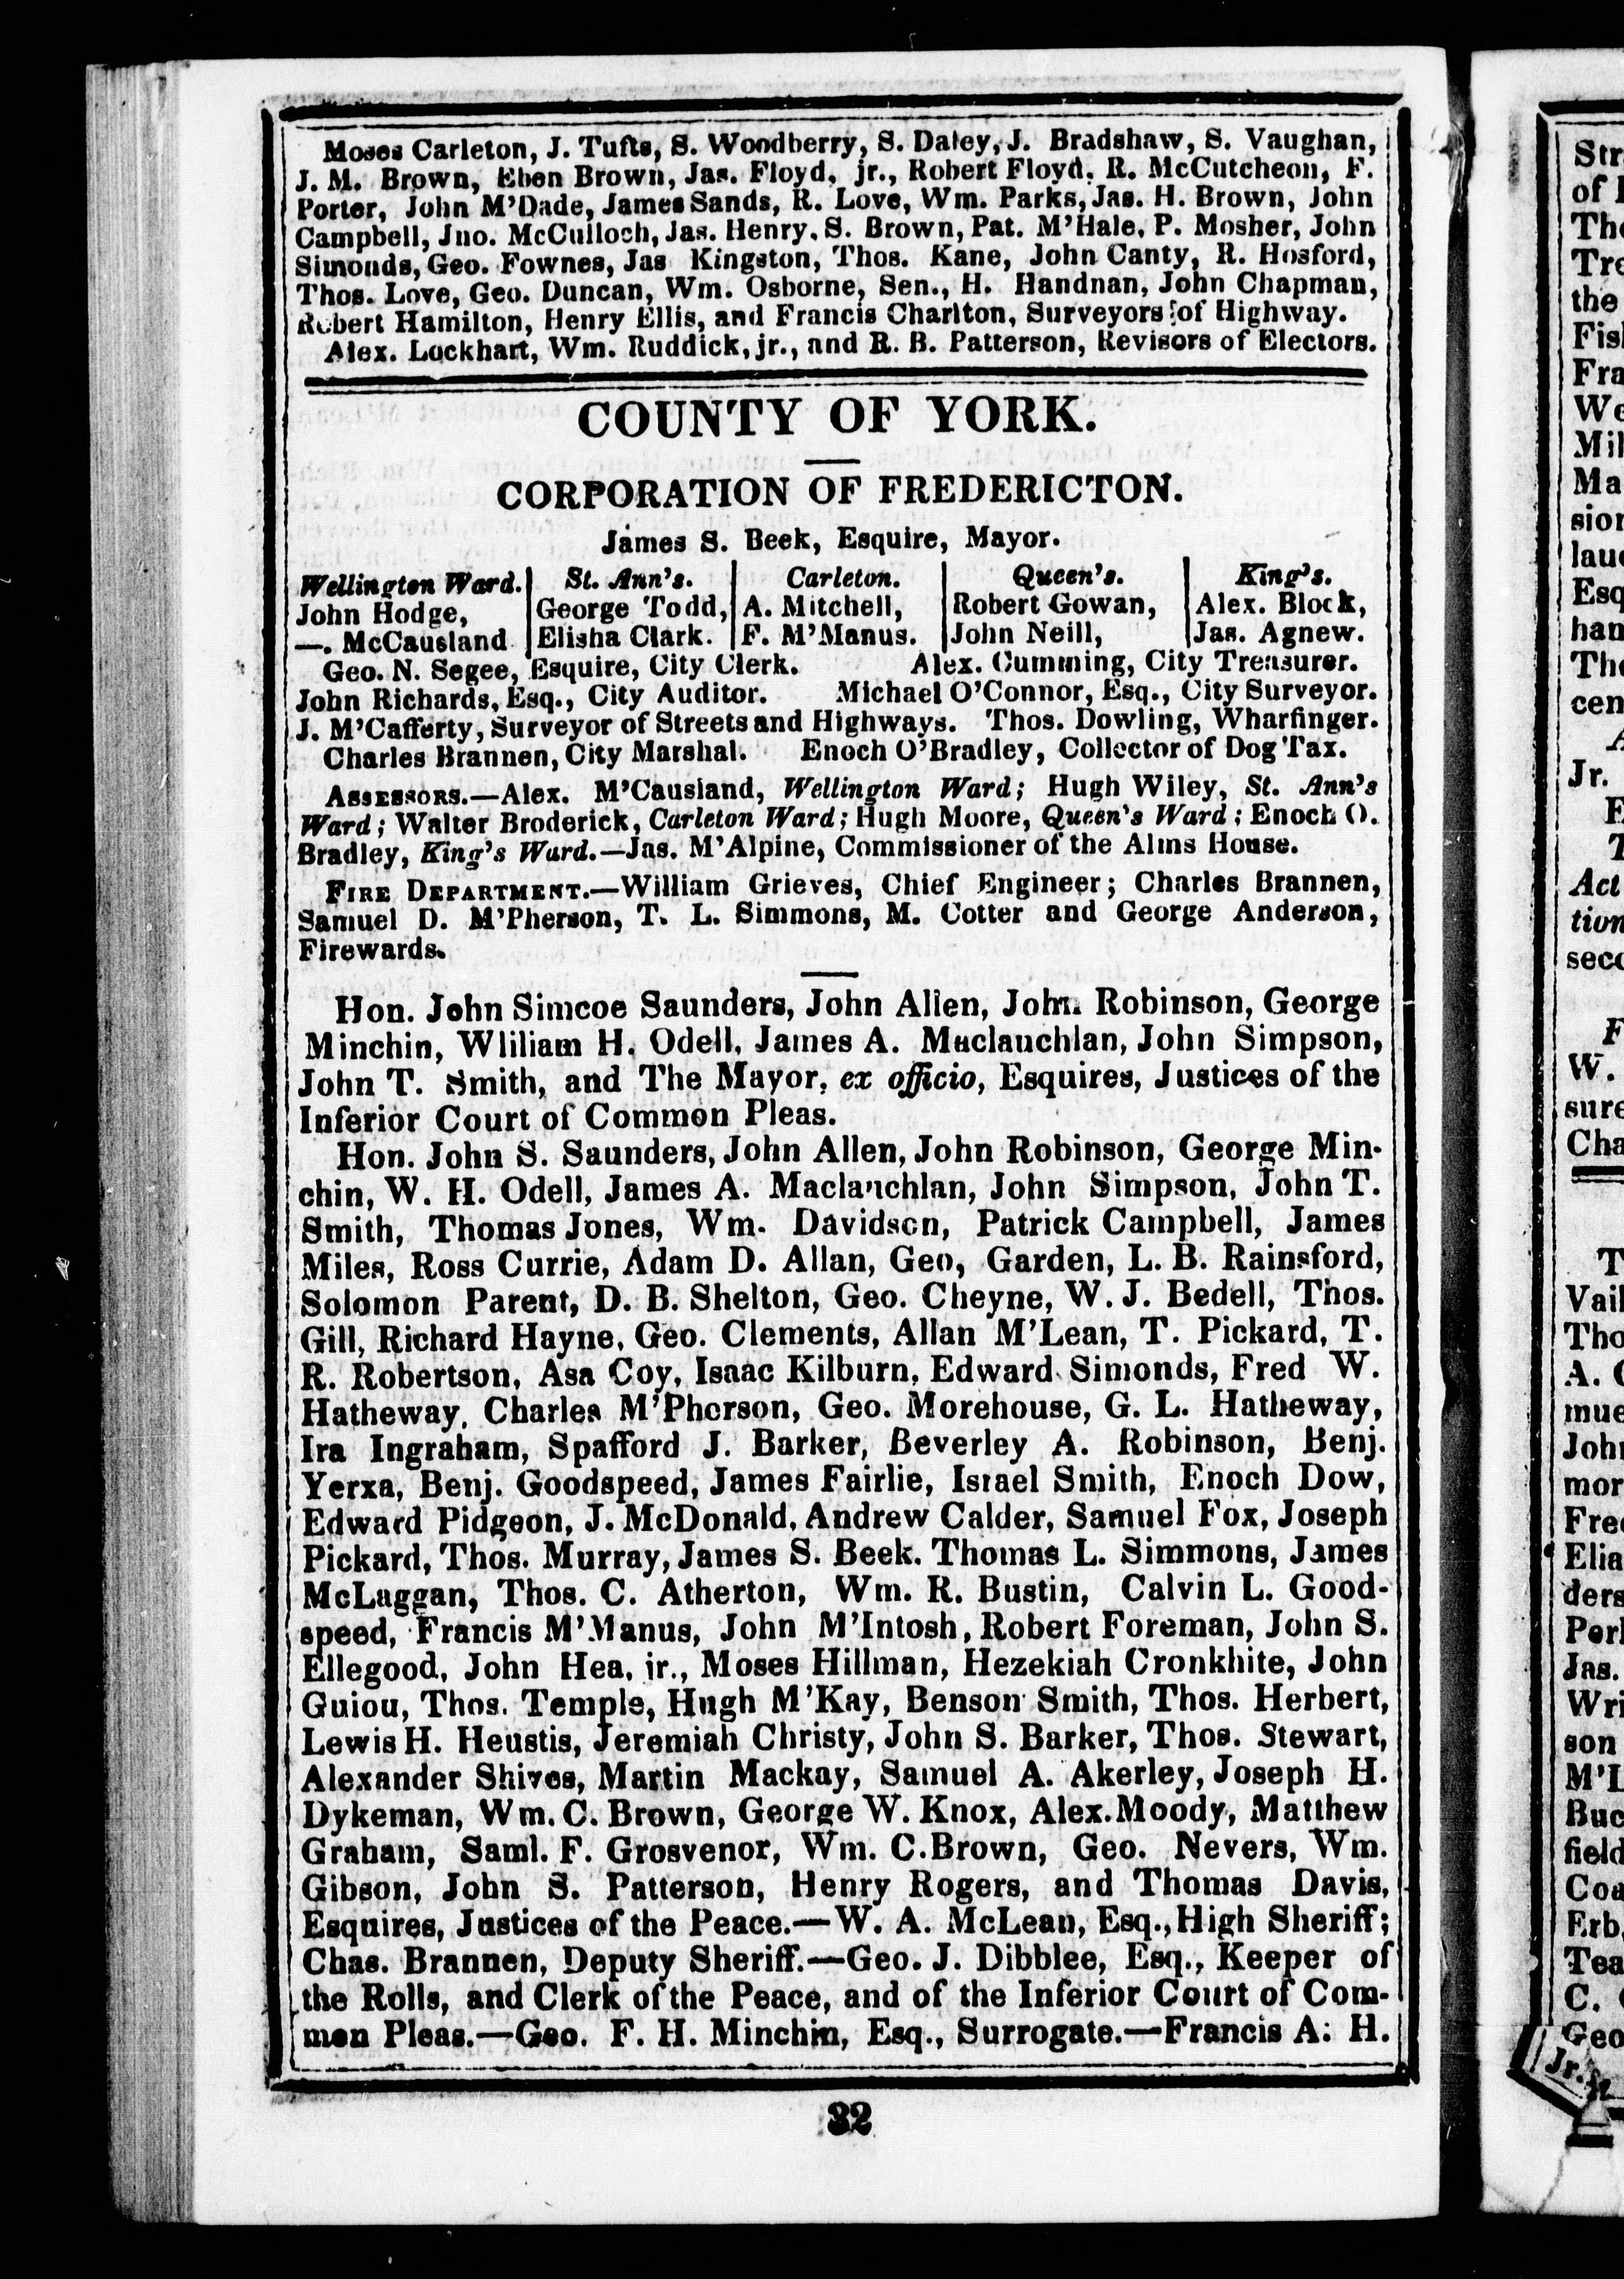 Moses Carleton, J. Tufts, S. Woodberry, S. Daley, J. Bradshaw, S. Vaughan,
J. M. Brown, Eben Brown, Jas. Floyd, jr., Robert Floyd, R. McCutcheon, F.
Porter, John M'Dade, James Sands, R. Love, Wm. Parks, Jas. H. Brown, John
Campbell, Jno. McCulloch, Jas. Henry, S. Brown, Pat. M'Hale, P. Mosher, John
Simonds, Geo. Fownes, Jas Kingston, Thos. Kane, John Canty, R. Hosford,
Thos. Love, Geo. Duncan, Wm. Osborne, Sen., H. Handnan, John Chapman,
Robert Hamilton, Henry Ellis, and Francis Charlton, Surveyors of Highway.
Alex. Lockhart, Wm. Ruddick, jr., and R. B. Patterson, Revisors of Electors.
COUNTY OF YORK.
CORPORATION OF FREDERICTON.
James S. Beek, Esquire, Mayor.
Wellington Ward. St. Ann's. Carleton. Queen's. King's.
John Hodge, George Todd, A. Mitchell, Robert Gowan, Alex. Block,
—. McCausland Elisha Clark. F. M'Manus. John Neill, Jas. Agnew.
Geo. N. Segee, Esquire, City Clerk. Alex. Cumming, City Treasurer.
John Richards, Esq., City Auditor. Michael O'Connor, Esq., City Surveyor.
J. M'Cafferty, Surveyor of Streets and Highways. Thos. Dowling, Wharfinger.
Charles Brannen, City Marshal. Enoch O'Bradley, Collector of Dog Tax.
ASSESSORS.—Alex. M'Causland, Wellington Ward; Hugh Wiley, St. Ann's
Ward; Walter Broderick, Carleton Ward; Hugh Moore, Queen's Ward; Enoch O.
Bradley, King's Ward.—Jas. M'Alpine, Commissioner of the Alms House.
FIRE DEPARTMENT.—William Grieves, Chief Engineer; Charles Brannen,
Samuel D. M'Pherson, T. L. Simmons, M. Cotter and George Anderson,
Firewards.
Hon. John Simcoe Saunders, John Allen, John Robinson, George
Minchin, Wliliam H. Odell, James A. Maclauchlan, John Simpson,
John T. Smith, and The Mayor, ex officio, Esquires, Justices of the
Inferior Court of Common Pleas.
Hon. John S. Saunders, John Allen, John Robinson, George Min-
chin, W. H. Odell, James A. Maclauchlan, John Simpson, John T.
Smith, Thomas Jones, Wm. Davidson, Patrick Campbell, James
Miles, Ross Currie, Adam D. Allan, Geo, Garden, L. B. Rainsford,
Solomon Parent, D. B. Shelton, Geo. Cheyne, W. J. Bedell, Thos.
Gill, Richard Hayne, Geo. Clements, Allan M'Lean, T. Pickard, T.
R. Robertson, Asa Coy, Isaac Kilburn, Edward Simonds, Fred W.
Hatheway, Charles M'Pherson, Geo. Morehouse, G. L. Hatheway,
Ira Ingraham, Spafford J. Barker, Beverley A. Robinson, Benj.
Yerxa, Benj. Goodspeed, James Fairlie, Israel Smith, Enoch Dow,
Edward Pidgeon, J. McDonald, Andrew Calder, Samuel Fox, Joseph
Pickard, Thos. Murray, James S. Beek. Thomas L. Simmons, James
McLaggan, Thos. C. Atherton, Wm. R. Bustin, Calvin L. Good-
speed, Francis M'Manus, John M'Intosh, Robert Foreman, John S.
Ellegood, John Hea, jr., Moses Hillman, Hezekiah Cronkhite, John
Guiou, Thos. Temple, Hugh M'Kay, Benson Smith, Thos. Herbert,
Lewis H. Heustis, Jeremiah Christy, John S. Barker, Thos. Stewart,
Alexander Shives, Martin Mackay, Samuel A. Akerley, Joseph H.
Dykeman, Wm. C. Brown, George W. Knox, Alex. Moody, Matthew
Graham, Saml. F. Grosvenor, Wm. C. Brown, Geo. Nevers, Wm.
Gibson, John S. Patterson, Henry Rogers, and Thomas Davis,
Esquires, Justices of the Peace.—W. A. McLean, Esq., High Sheriff;
Chas. Brannen, Deputy Sheriff.—Geo. J. Dibblee, Esq., Keeper of
the Rolls, and Clerk of the Peace, and of the Inferior Court of Com-
mon Pleas.—Geo. F. H. Minchin, Esq., Surrogate.—Francis A. H.
32